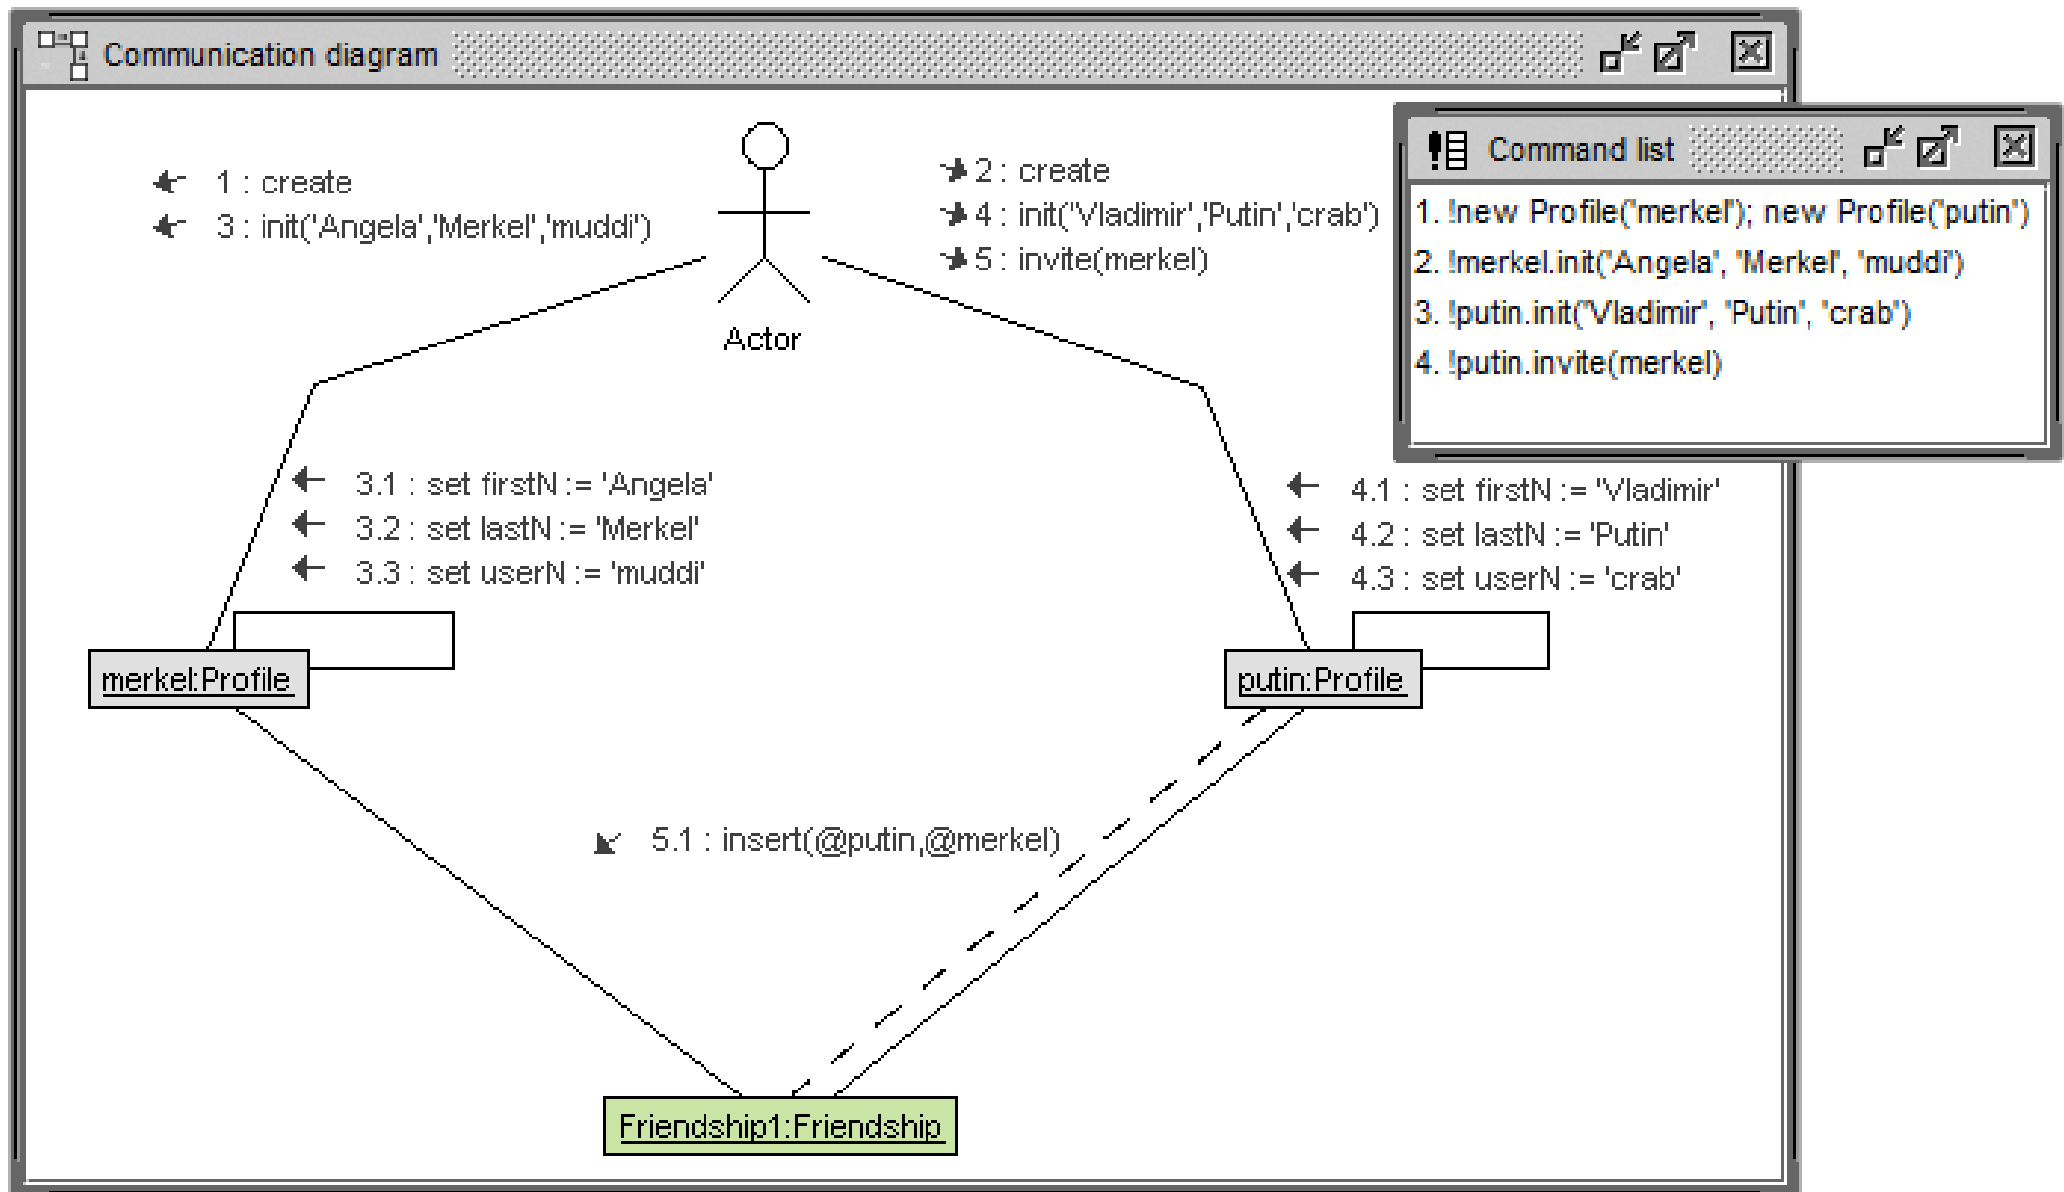 Communication diagram
1 : create
3 : init('Angela','Merkel','muddi')
2 : create
4 : init('Vladimir','Putin','crab')
5 : invite(merkel)
Actor
Command list
1. !new Profile('merkel'); new Profile('putin')
2. !merkel.init('Angela', 'Merkel', 'muddi')
3. !putin.init('Vladimir', 'Putin', 'crab')
4. !putin.invite(merkel)
3.1 : set firstN := 'Angela'
3.2 : set lastN := 'Merkel'
3.3 : set userN := 'muddi'
4.1 : set firstN := 'Vladimir'
4.2 : set lastN := 'Putin'
4.3 : set userN := 'crab'
merkel:Profile
putin:Profile
5.1 : insert(@putin,@merkel)
Friendship1:Friendship